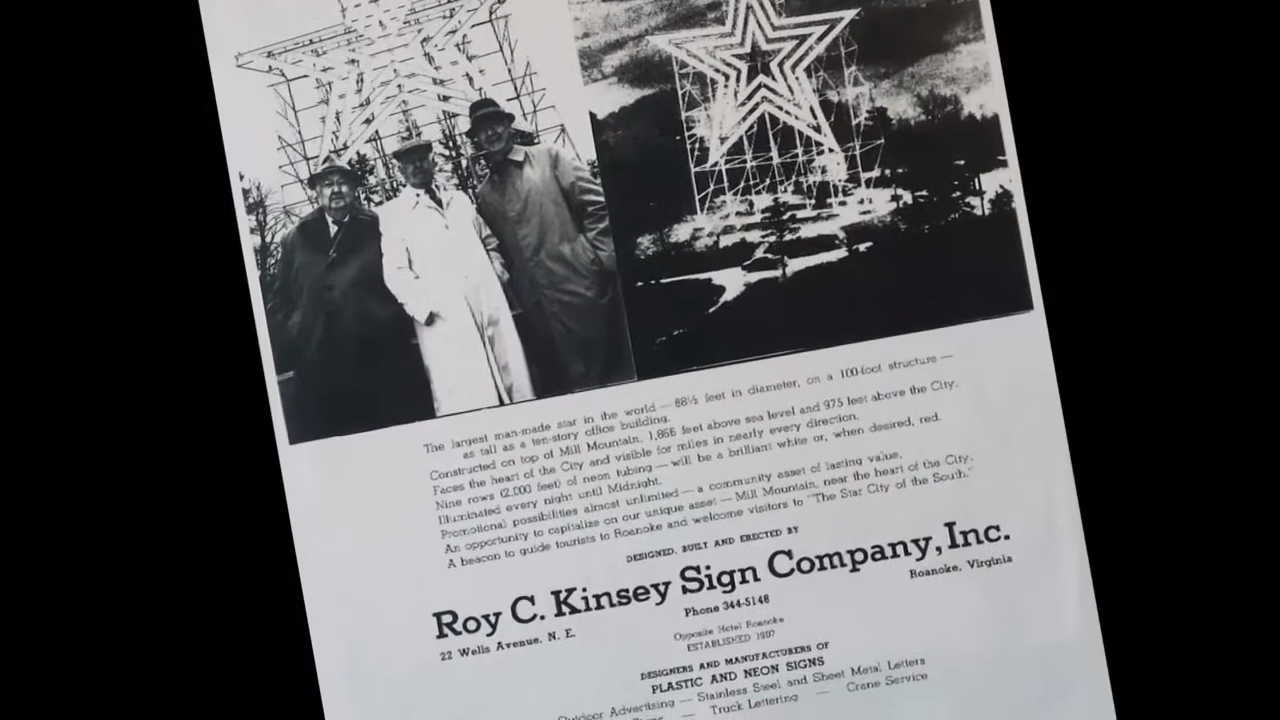 The largest man-made star in the world — 88½ feet in diameter, on a 100-foot structure —
as tall as a ten-story office building.
Constructed on top of Mill Mountain, 1,866 feet above sea level and 975 feet above the City.
Faces the heart of the City and visible for miles in nearly every direction.
Nine rows (2,000 feet) of neon tubing — will be a brilliant white or, when desired, red.
Illuminated every night until Midnight.
Promotional possibilities almost unlimited — a community asset of lasting value.
An opportunity to capitalize on our unique asset — Mill Mountain, near the heart of the City.
A beacon to guide tourists to Roanoke and welcome visitors to "The Star City of the South."
DESIGNED, BUILT AND ERECTED BY
Roy C. Kinsey Sign Company, Inc.
22 Wells Avenue, N. E.
Phone 344-5148
Roanoke, Virginia
Opposite Hotel Roanoke
ESTABLISHED 1907
DESIGNERS AND MANUFACTURERS OF
PLASTIC AND NEON SIGNS
Outdoor Advertising — Stainless Steel and Sheet Metal Letters
— Truck Lettering — Crane Service